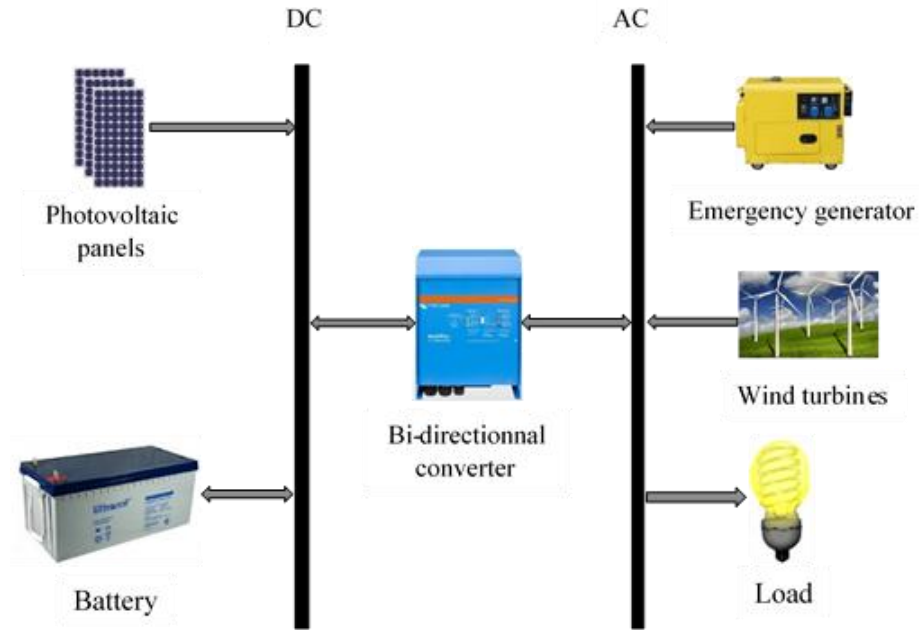 DC
AC
Photovoltaic
panels
Emergency generator
Bi-directionnal
converter
Wind turbines
Battery
Load